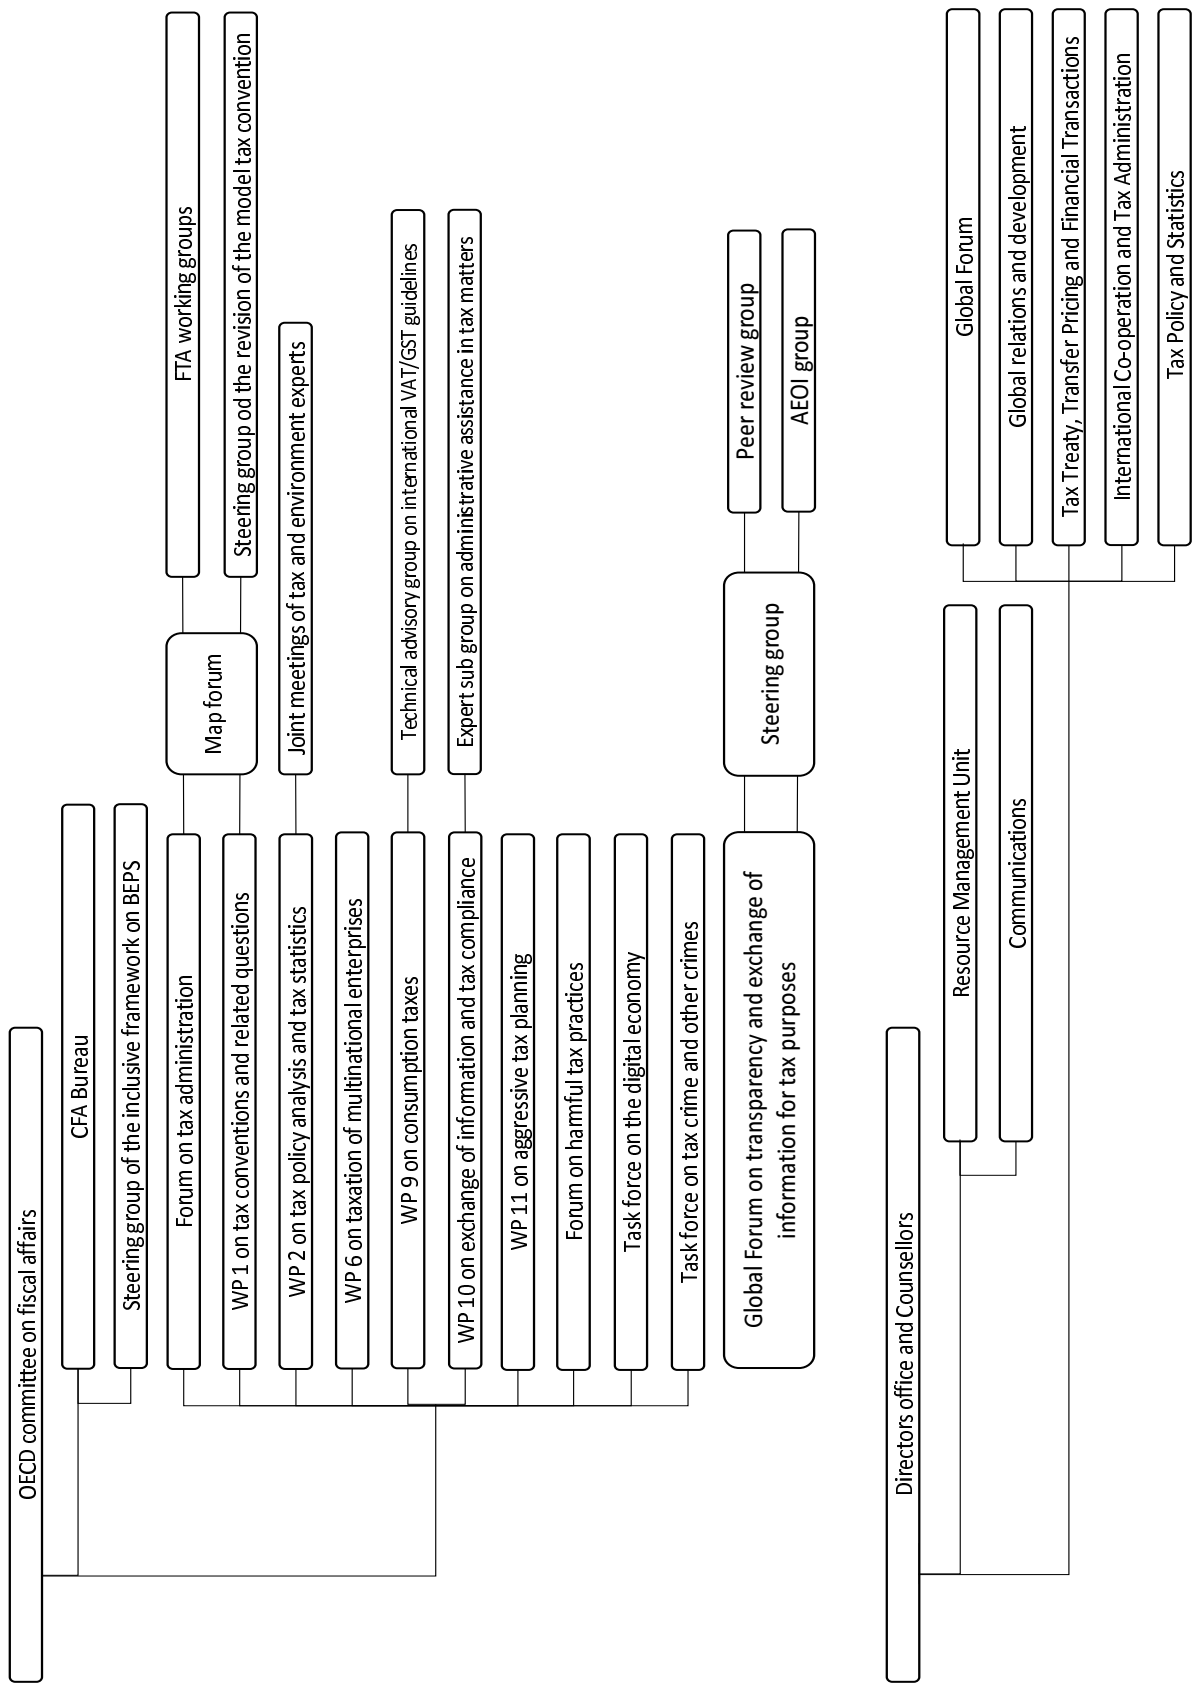 OECD committee on fiscal affairs
CFA Bureau
Steering group of the inclusive framework on BEPS
Forum on tax administration
Map forum
FTA working groups
WP 1 on tax conventions and related questions
Steering group od the revision of the model tax convention
WP 2 on tax policy analysis and tax statistics
Joint meetings of tax and environment experts
WP 6 on taxation of multinational enterprises
WP 9 on consumption taxes
Technical advisory group on international VAT/GST guidelines
WP 10 on exchange of information and tax compliance
Expert sub group on administrative assistance in tax matters
WP 11 on aggressive tax planning
Forum on harmful tax practices
Task force on the digital economy
Task force on tax crime and other crimes
Global Forum on transparency and exchange of
information for tax purposes
Steering group
Peer review group
AEOI group
Directors office and Counsellors
Resource Management Unit
Communications
Global Forum
Global relations and development
Tax Treaty, Transfer Pricing and Financial Transactions
International Co-operation and Tax Administration
Tax Policy and Statistics